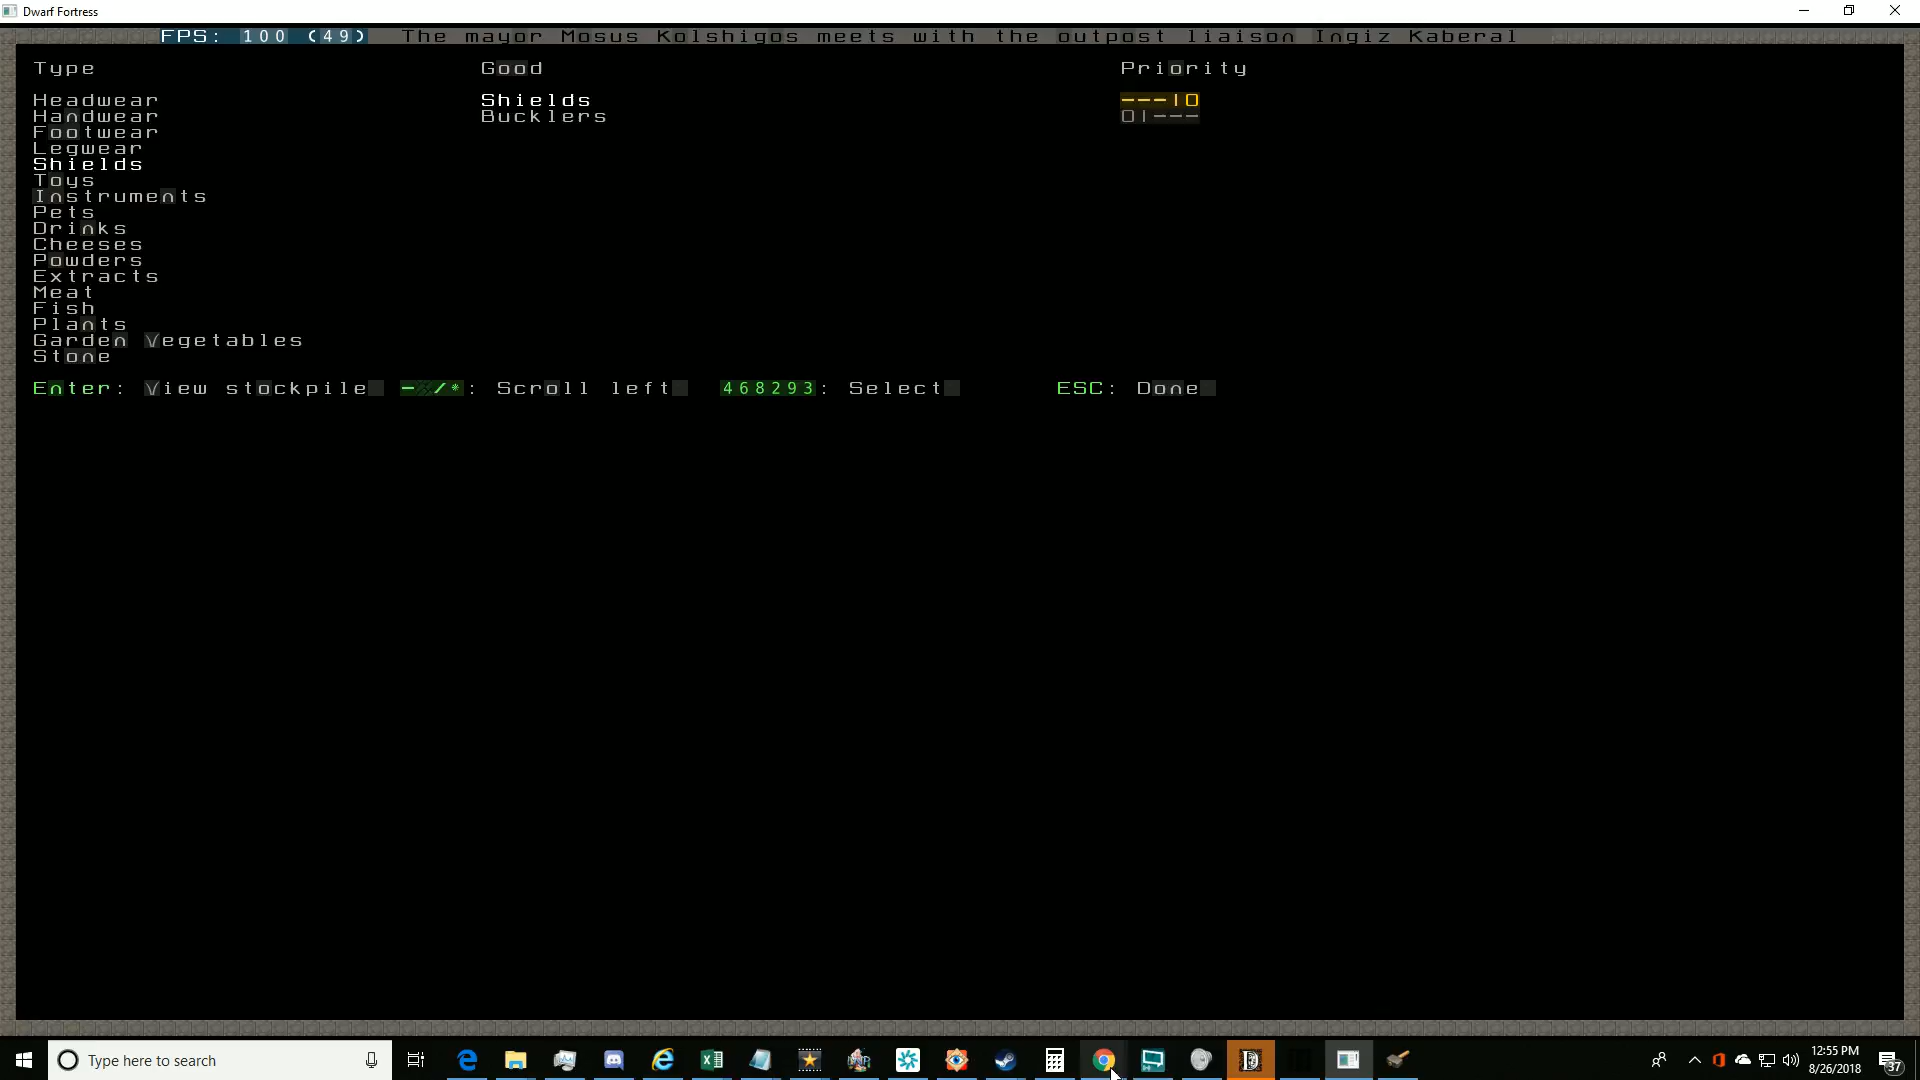 Dwarf Fortress
FPS: 100 (49) The mayor Mosus Kolshigos meets with the outpost liaison Ingiz Kaberal
Type Good Priority
Headwear Shields ---|O
Handwear Bucklers O|---
Footwear
Legwear
Shields
Toys
Instruments
Pets
Drinks
Cheeses
Powders
Extracts
Meat
Fish
Plants
Garden Vegetables
Stone
Enter: View stockpile -/*: Scroll left 468293: Select ESC: Done
Type here to search
12:55 PM
8/26/2018
37